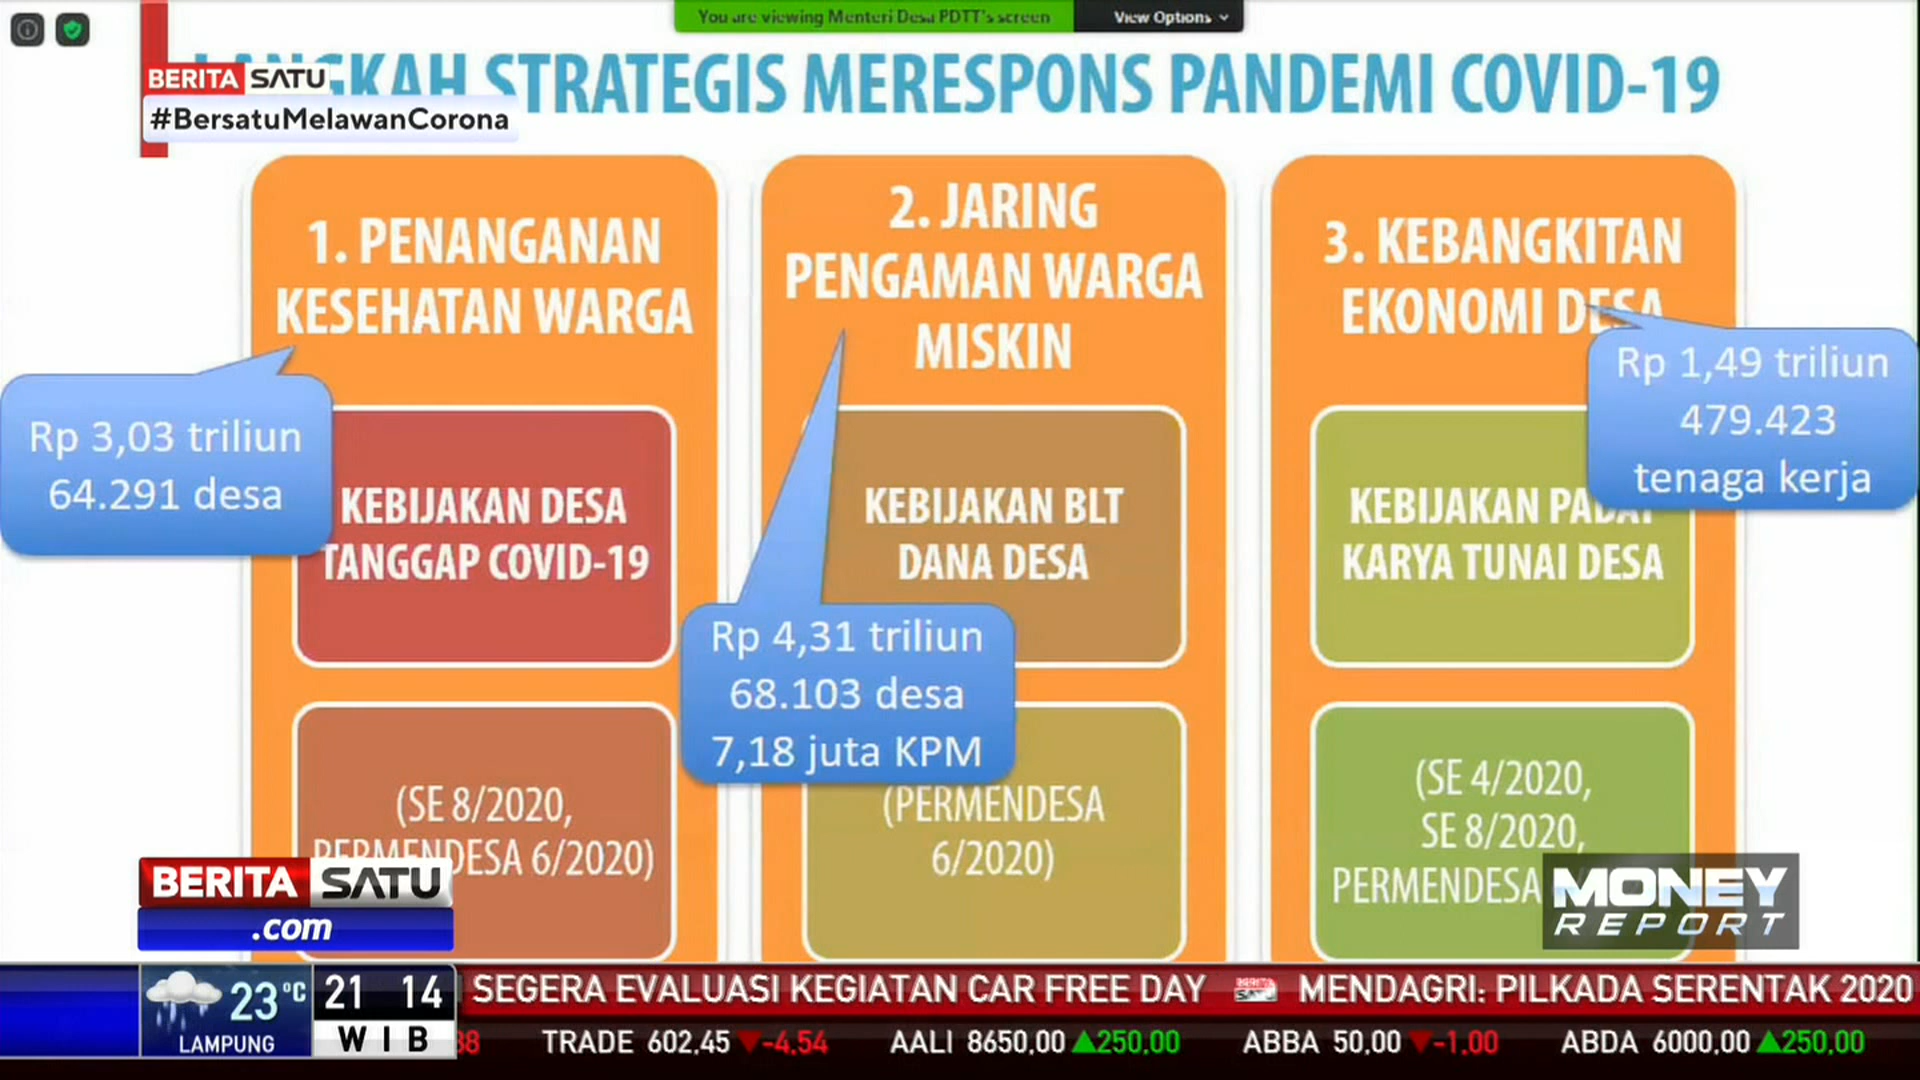 You are viewing Menteri Desa PDTT's screen
View Options
STRATEGIS MERESPONS PANDEMI COVID-19
BERITA SATU
#BersatuMelawanCorona
1. PENANGANAN
KESEHATAN WARGA
Rp 3,03 triliun
64.291 desa
KEBIJAKAN DESA
TANGGAP COVID-19
(SE 8/2020,
PERMENDESA 6/2020)
2. JARING
PENGAMAN WARGA
MISKIN
KEBIJAKAN BLT
DANA DESA
Rp 4,31 triliun
68.103 desa
7,18 juta KPM
(PERMENDESA
6/2020)
3. KEBANGKITAN
EKONOMI DESA
Rp 1,49 triliun
479.423
tenaga kerja
KEBIJAKAN PADAT
KARYA TUNAI DESA
(SE 4/2020,
SE 8/2020,
PERMENDESA
BERITA SATU
.com
MONEY
REPORT
23°C
LAMPUNG
21 14
WIB
SEGERA EVALUASI KEGIATAN CAR FREE DAY BERITA SATU MENDAGRI: PILKADA SERENTAK 2020
TRADE 602,45 ▼-4,54 AALI 8650,00 ▲250,00 ABBA 50,00 ▼-1,00 ABDA 6000,00 ▲250,00